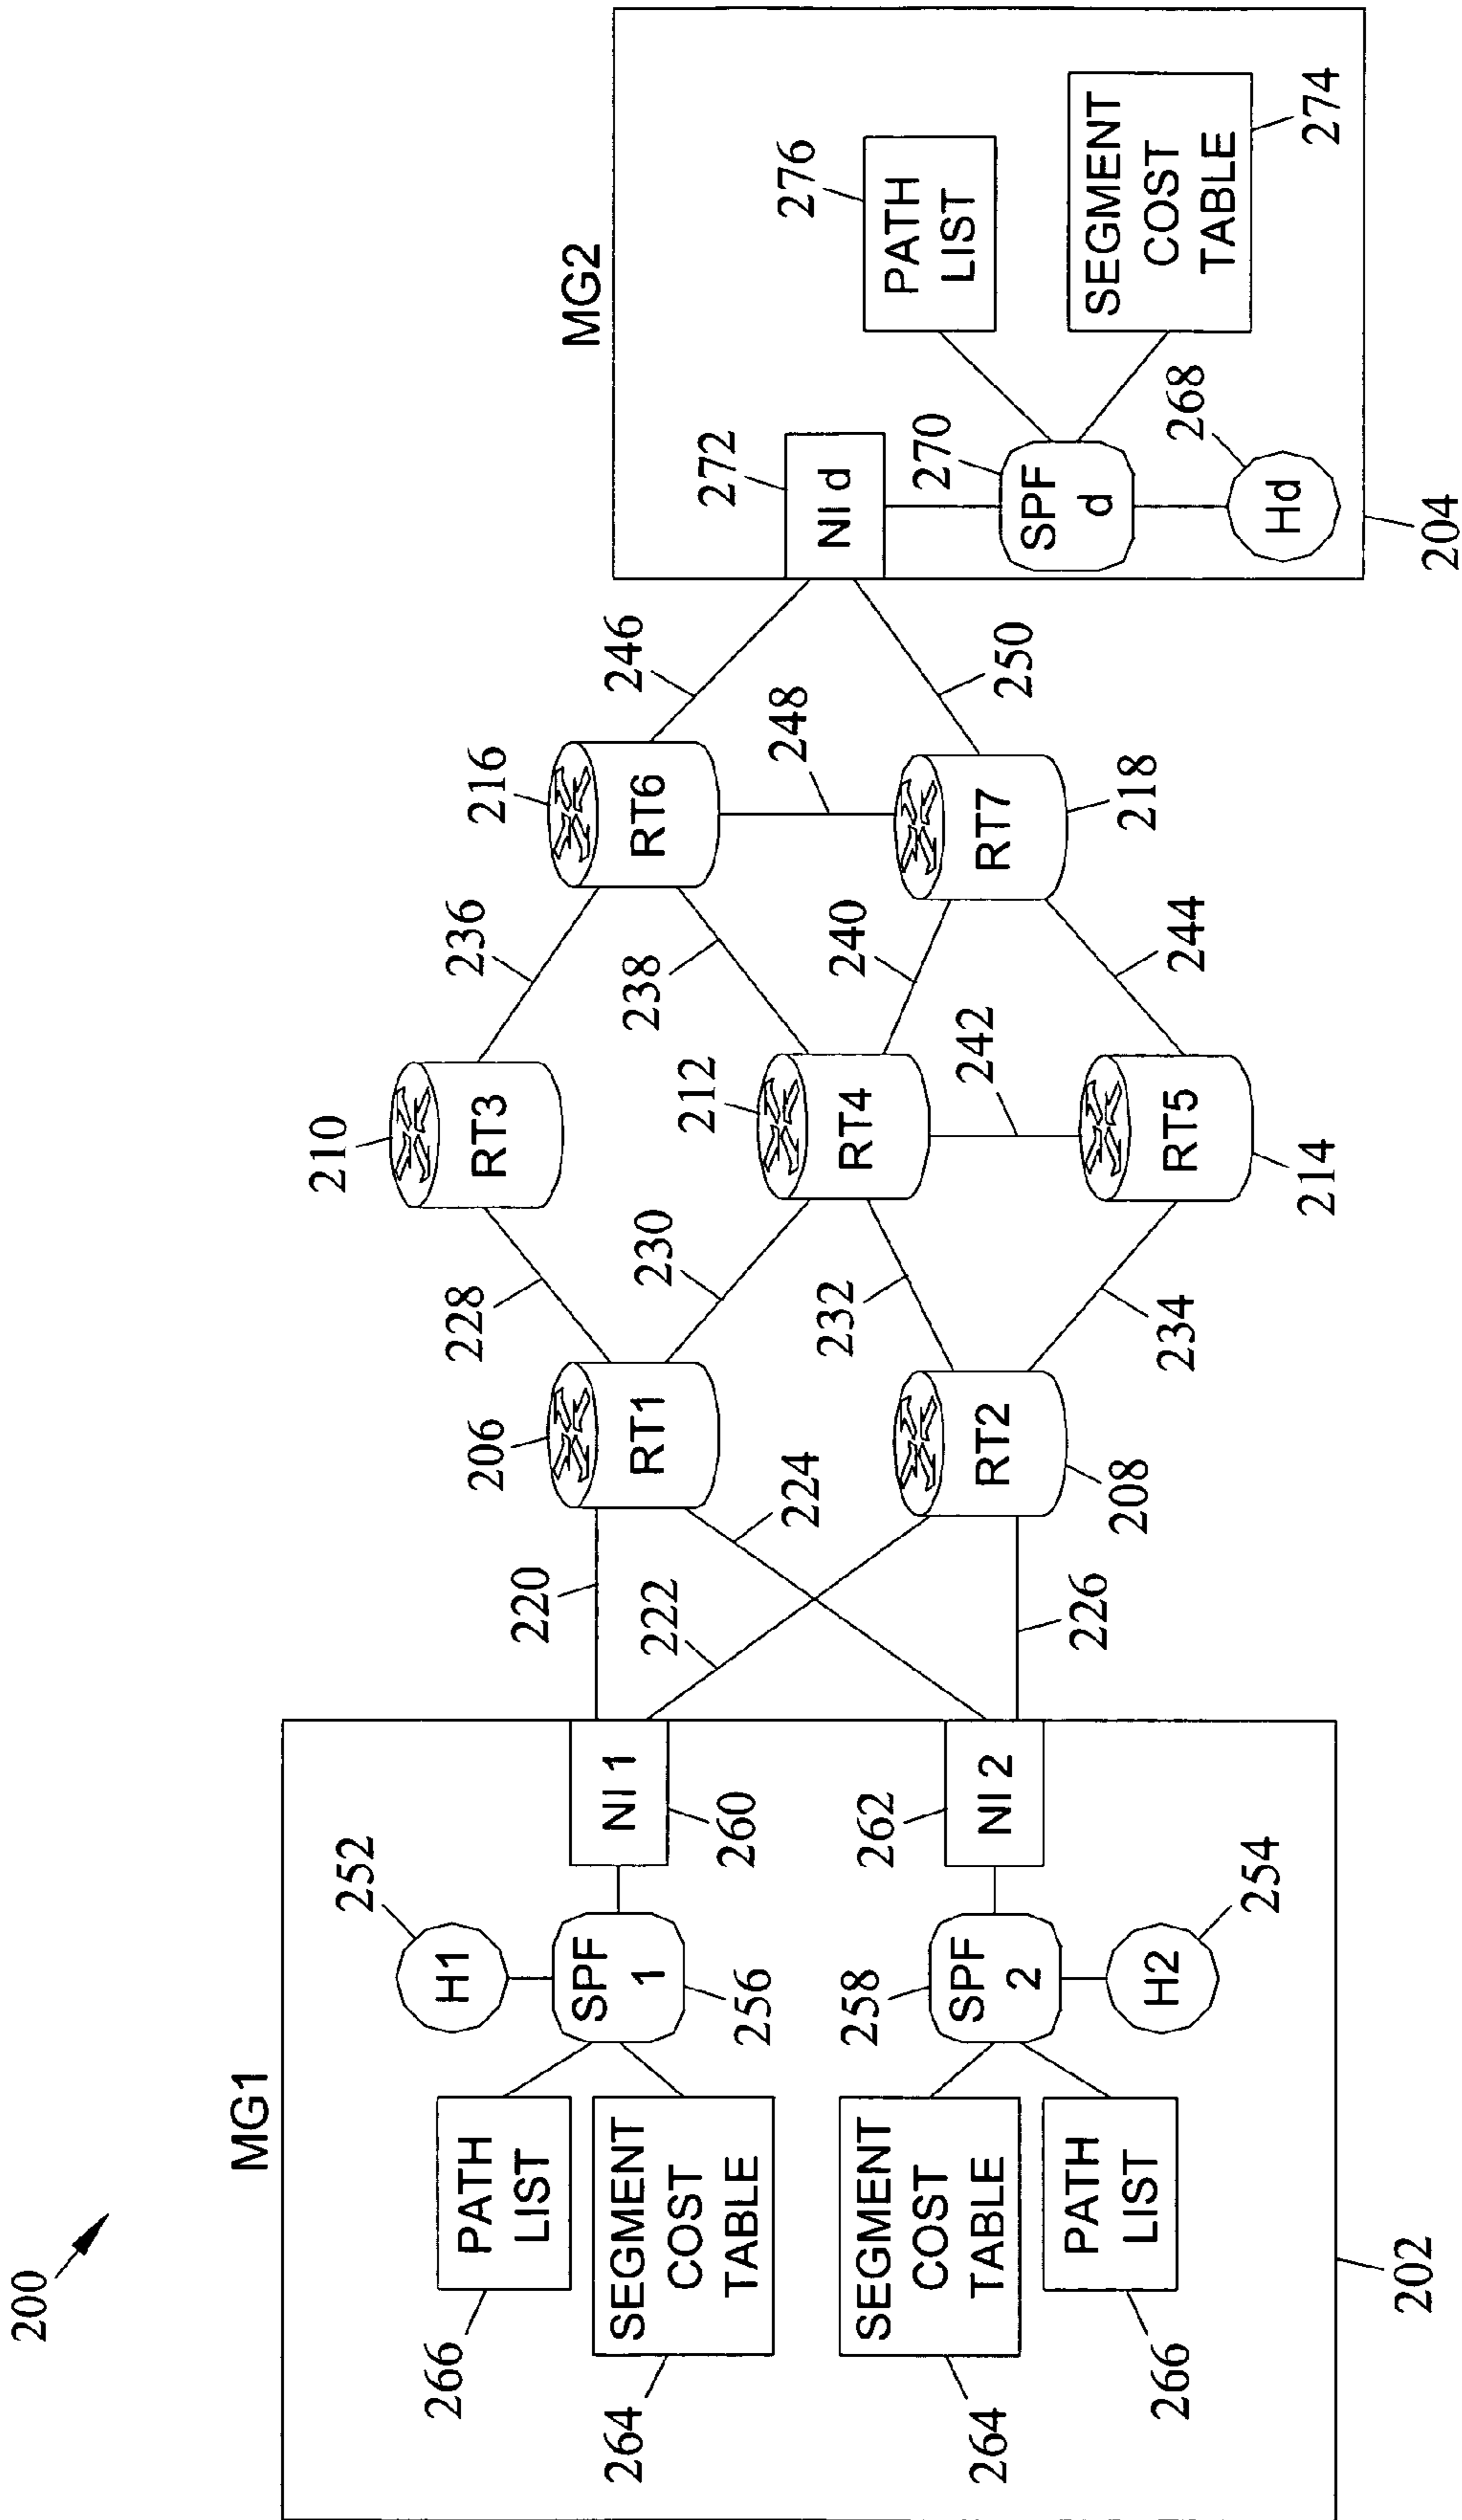 200
MG1
252
H1
266
PATH
LIST
SPF
1
256
264
SEGMENT
COST
TABLE
NI 1
260
258
SPF
2
262
NI 2
264
SEGMENT
COST
TABLE
266
PATH
LIST
H2
254
202
220
222
224
226
206
RT1
RT2
208
228
230
232
234
210
RT3
212
RT4
242
RT5
214
236
238
240
244
216
RT6
248
RT7
218
246
250
MG2
272
NI d
270
SPF
d
276
PATH
LIST
SEGMENT
COST
TABLE
274
268
Hd
204